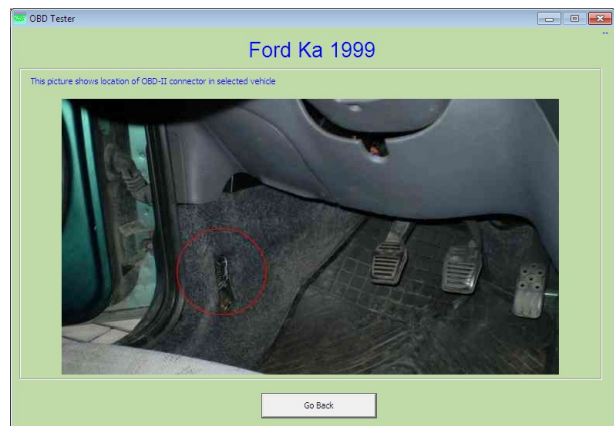 OBD Tester
Ford Ka 1999
This picture shows location of OBD-II connector in selected vehicle
Go Back